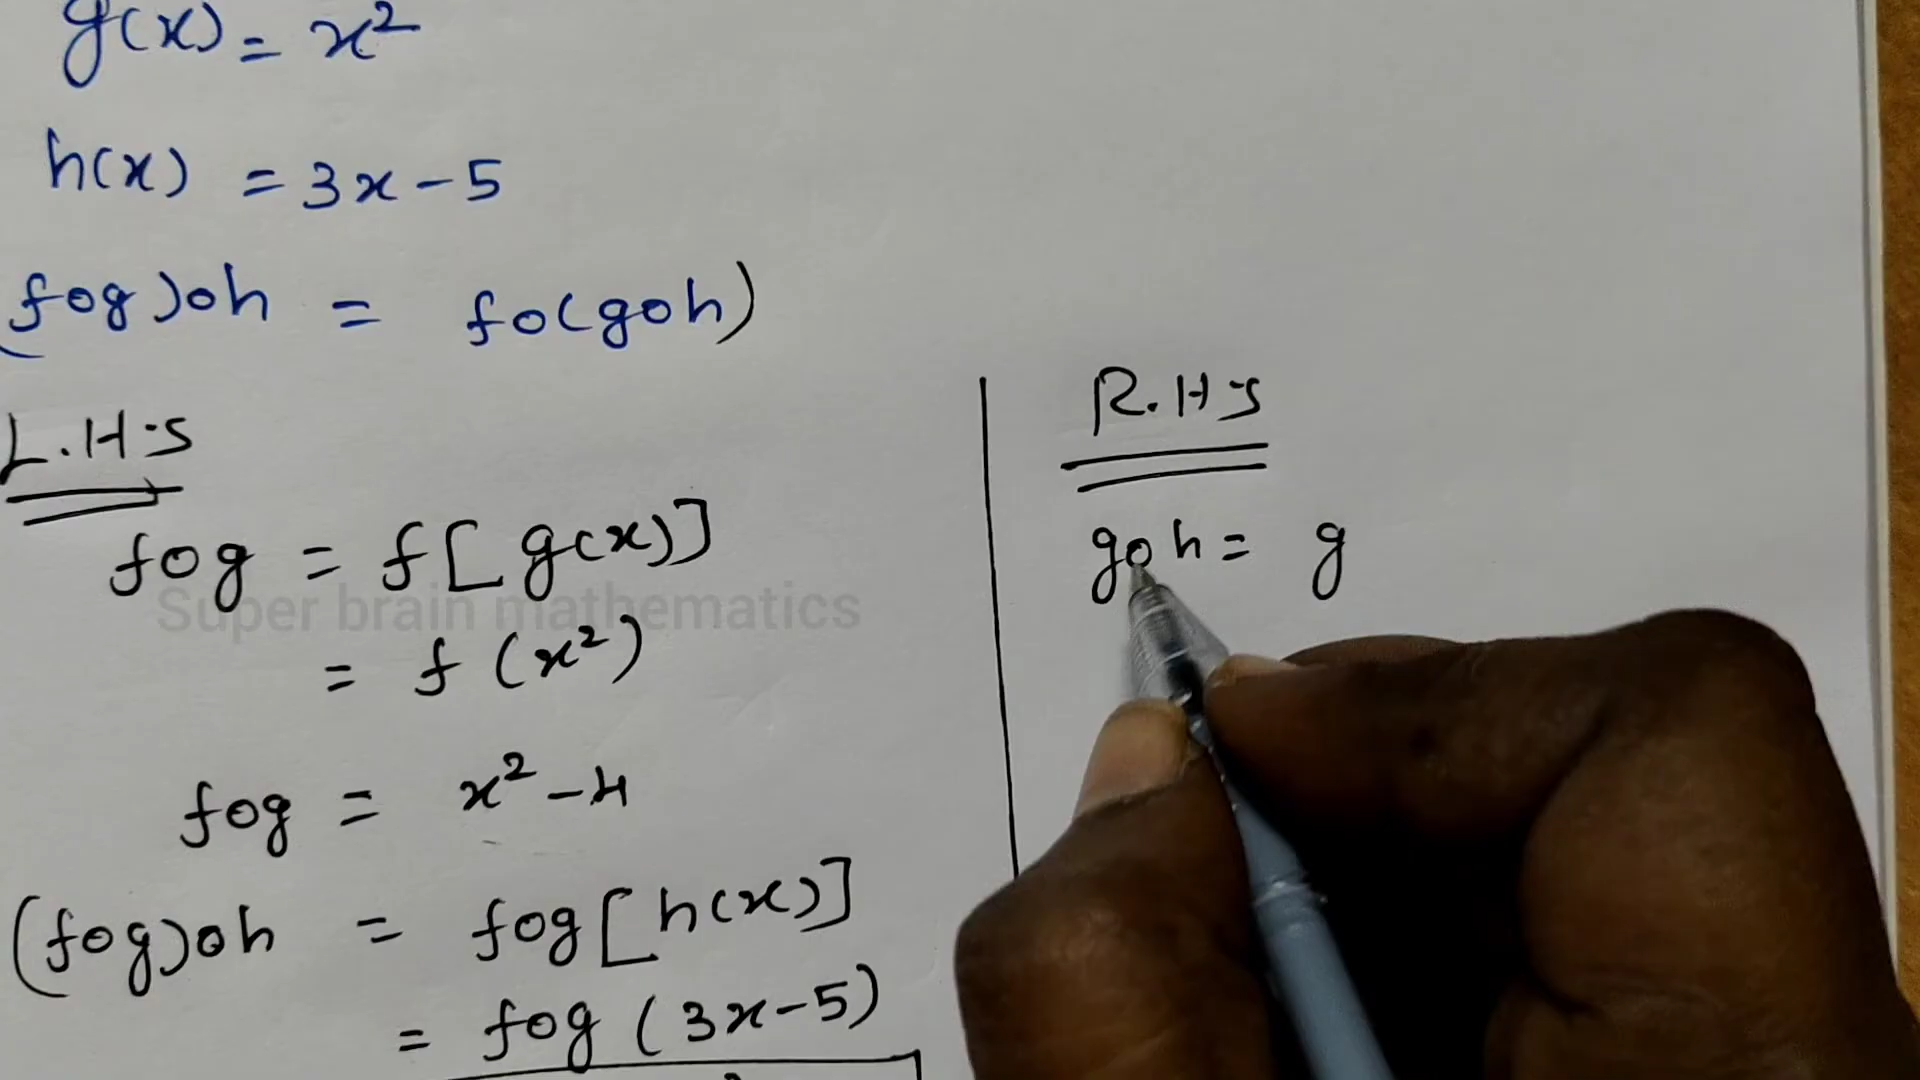 g(x) = x²
h(x) = 3x - 5
(fog)oh = fo(goh)
L.H.S
fog = f[g(x)]
= f(x²)
fog = x² - 4
(fog)oh = fog[h(x)]
= fog(3x-5)
R.H.S
goh = g
Super brain mathematics